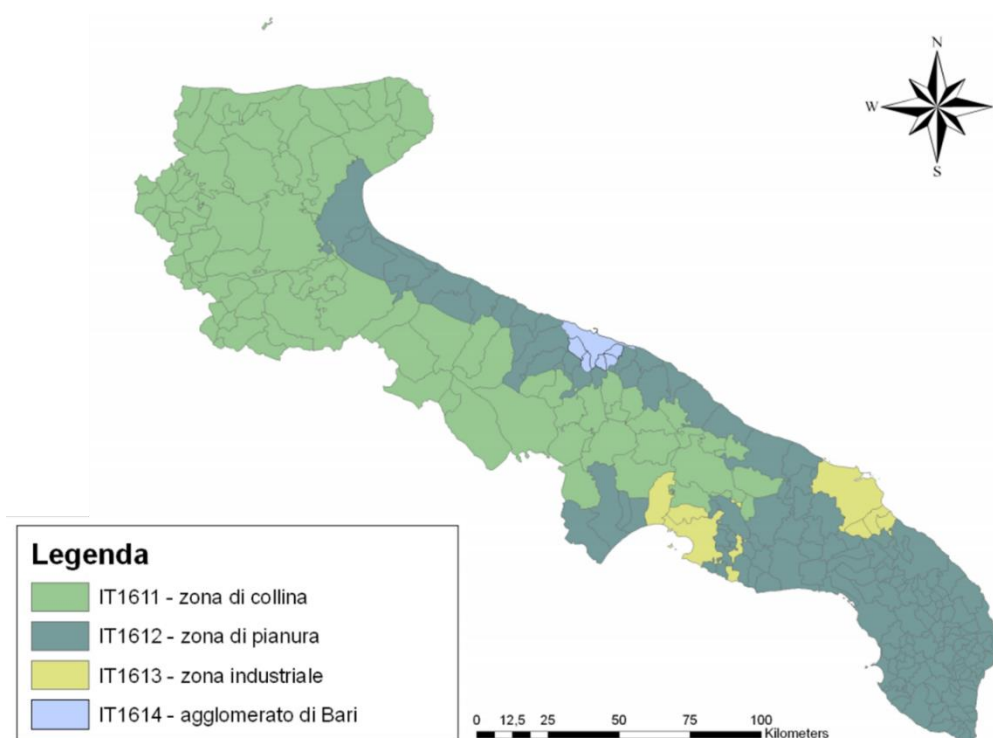 N
W
S
Legenda
IT1611 - zona di collina
IT1612 - zona di pianura
IT1613 - zona industriale
IT1614 - agglomerato di Bari
0 12,5 25 50 75 100
Kilometers